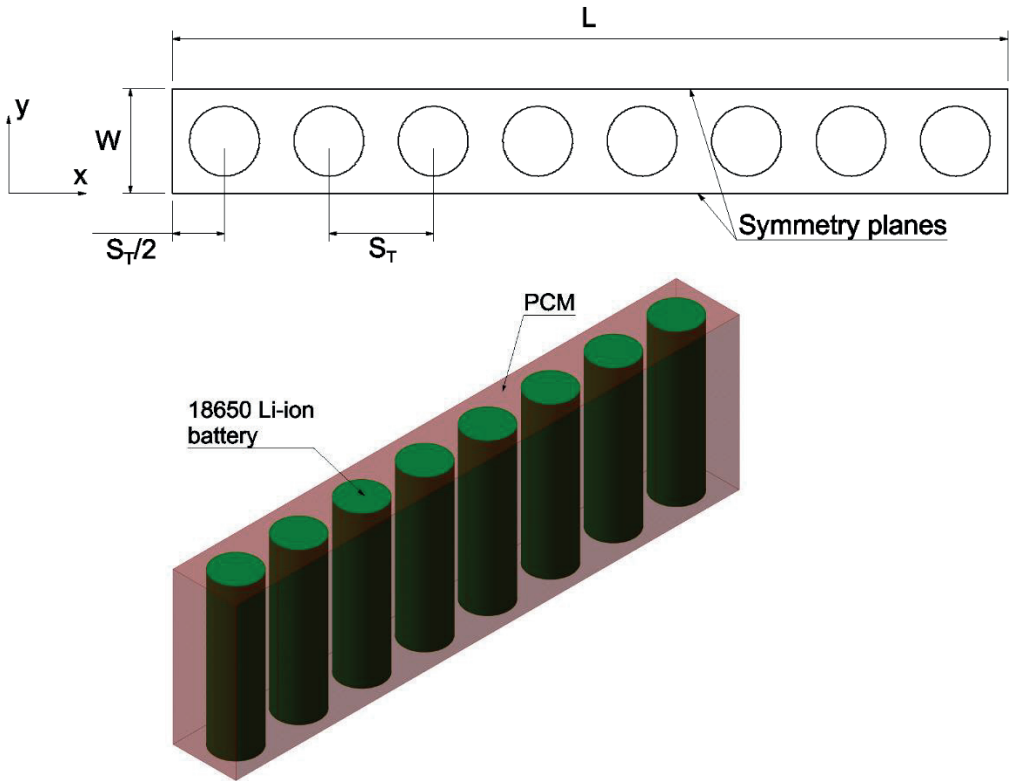 L
y
W
x
S_T/2
S_T
Symmetry planes
PCM
18650 Li-ion
battery